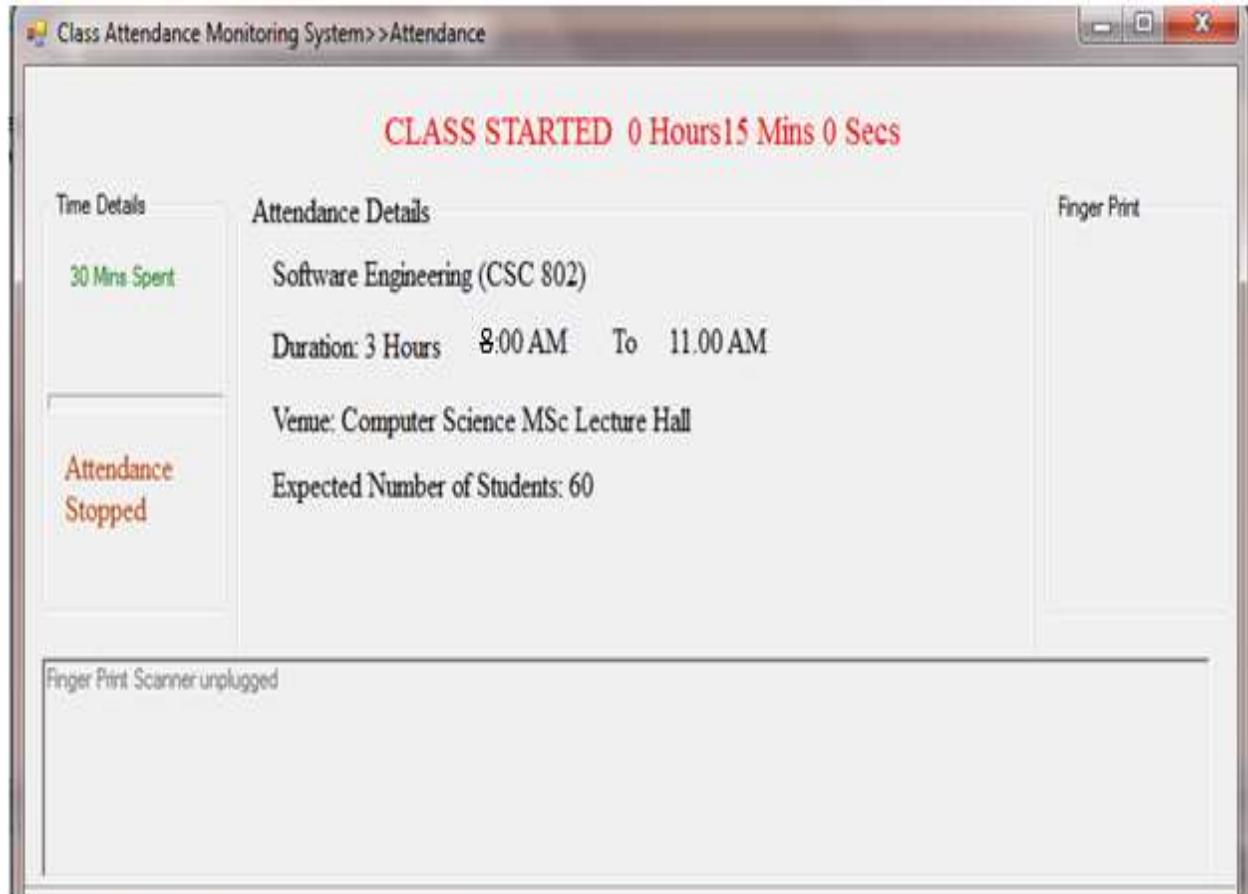 Class Attendance Monitoring System>>Attendance
CLASS STARTED 0 Hours15 Mins 0 Secs
Time Details
30 Mins Spent
Attendance
Stopped
Attendance Details
Software Engineering (CSC 802)
Duration: 3 Hours 8:00 AM To 11.00 AM
Venue: Computer Science MSc Lecture Hall
Expected Number of Students: 60
Finger Print
Finger Print Scanner unplugged